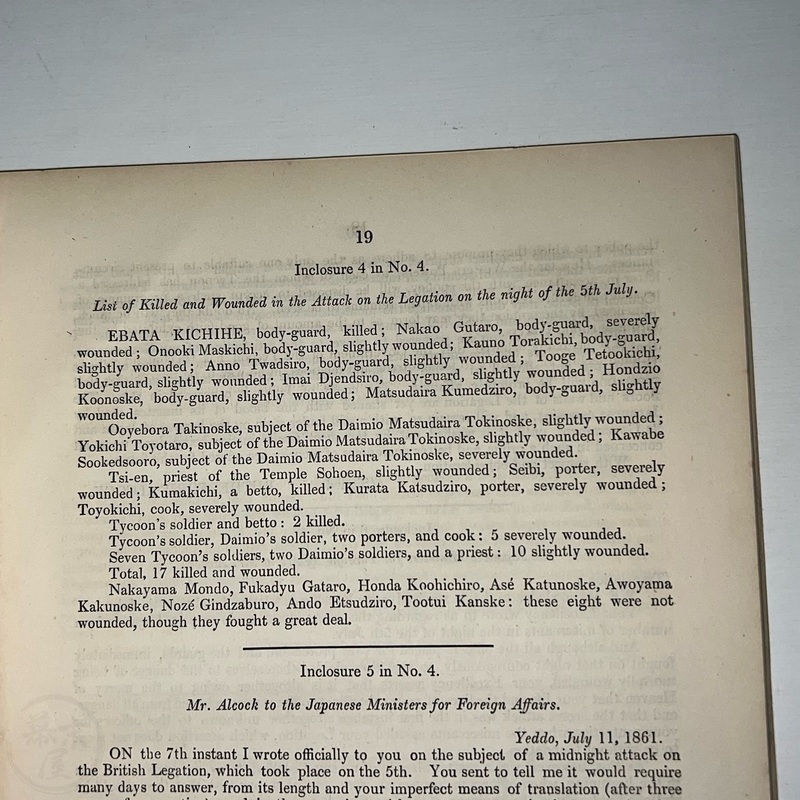 19
Inclosure 4 in No. 4.
List of Killed and Wounded in the Attack on the Legation on the night of the 5th July.
EBATA KICHIHE, body-guard, killed; Nakao Gutaro, body-guard, severely
wounded; Onooki Maskichi, body-guard, slightly wounded; Kauno Torakichi, body-guard,
slightly wounded; Anno Twadsiro, body-guard, slightly wounded; Tooge Tetookichi,
body-guard, slightly wounded; Imai Djendsiro, body-guard, slightly wounded; Hondzio
Koonoske, body-guard, slightly wounded; Matsudaira Kumedziro, body-guard, slightly
wounded.
Ooyebora Takinoske, subject of the Daimio Matsudaira Tokinoske, slightly wounded;
Yokichi Toyotaro, subject of the Daimio Matsudaira Tokinoske, slightly wounded; Kawabe
Sookedsooro, subject of the Daimio Matsudaira Tokinoske, severely wounded.
Tsi-en, priest of the Temple Sohoen, slightly wounded; Seibi, porter, severely
wounded; Kumakichi, a betto, killed; Kurata Katsudziro, porter, severely wounded;
Toyokichi, cook, severely wounded.
Tycoon's soldier and betto: 2 killed.
Tycoon's soldier, Daimio's soldier, two porters, and cook: 5 severely wounded.
Seven Tycoon's soldiers, two Daimio's soldiers, and a priest: 10 slightly wounded.
Total, 17 killed and wounded.
Nakayama Mondo, Fukadyu Gataro, Honda Koohichiro, Asé Katunoske, Awoyama
Kakunoske, Nozé Gindzaburo, Ando Etsudziro, Tootui Kanske: these eight were not
wounded, though they fought a great deal.
Inclosure 5 in No. 4.
Mr. Alcock to the Japanese Ministers for Foreign Affairs.
Yeddo, July 11, 1861.
ON the 7th instant I wrote officially to you on the subject of a midnight attack on
the British Legation, which took place on the 5th. You sent to tell me it would require
many days to answer, from its length and your imperfect means of translation (after three